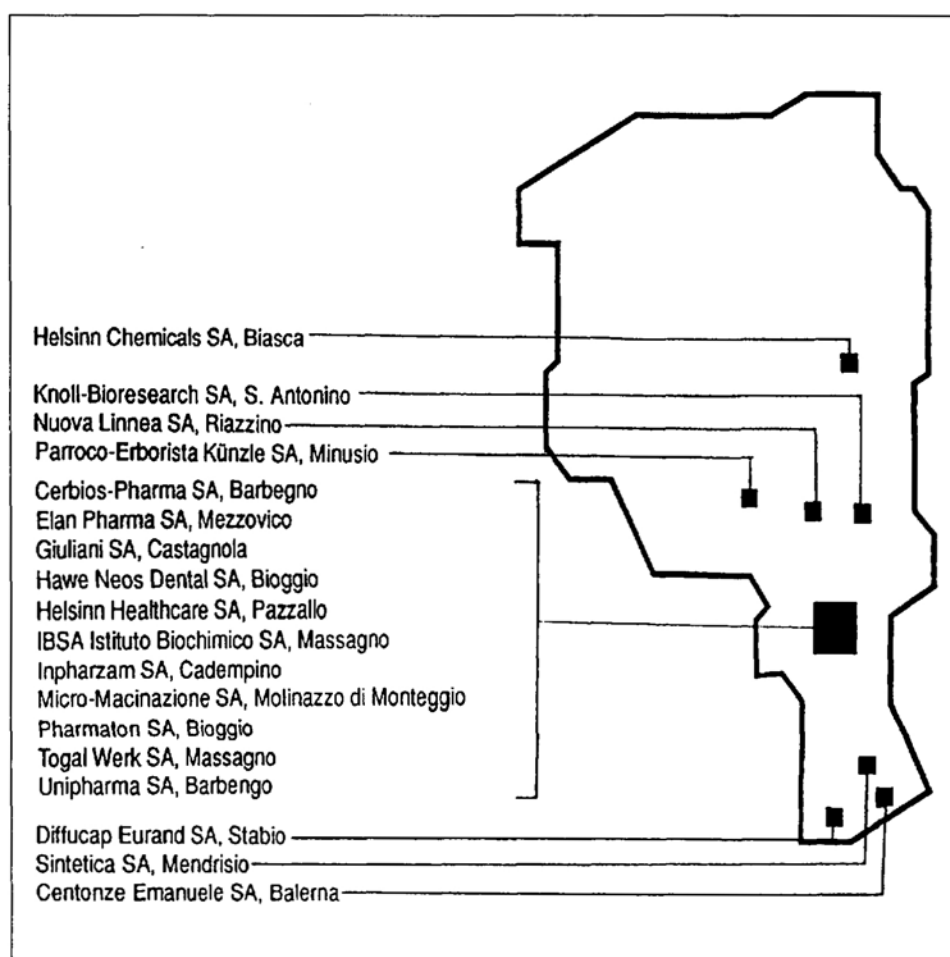 Helsinn Chemicals SA, Biasca
Knoll-Bioresearch SA, S. Antonino
Nuova Linnea SA, Riazzino
Parroco-Erborista Künzle SA, Minusio
Cerbios-Pharma SA, Barbegno
Elan Pharma SA, Mezzovico
Giuliani SA, Castagnola
Hawe Neos Dental SA, Bioggio
Helsinn Healthcare SA, Pazzallo
IBSA Istituto Biochimico SA, Massagno
Inpharzam SA, Cadempino
Micro-Macinazione SA, Molinazzo di Monteggio
Pharmaton SA, Bioggio
Togal Werk SA, Massagno
Unipharma SA, Barbengo
Diffucap Eurand SA, Stabio
Sintetica SA, Mendrisio
Centonze Emanuele SA, Balerna